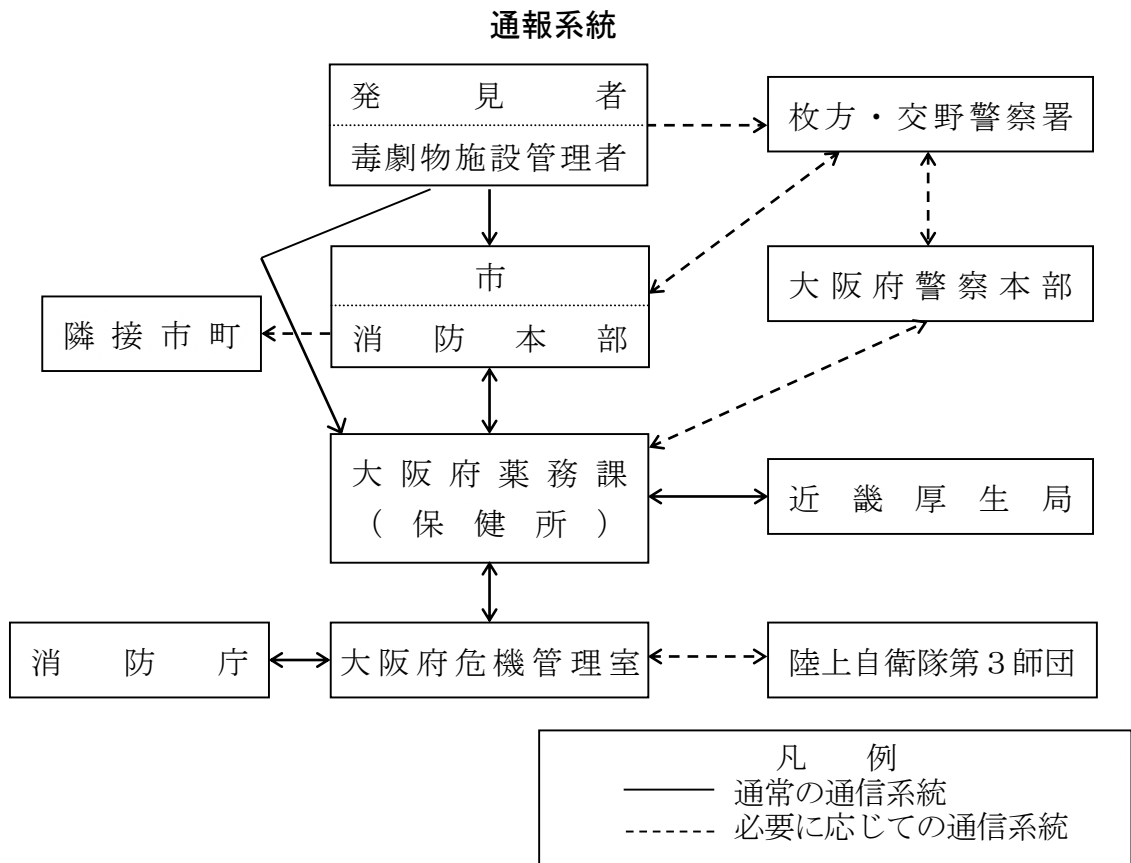 通報系統
発見者
毒劇物施設管理者
枚方・交野警察署
市
消防本部
大阪府警察本部
隣接市町
大阪府薬務課
(保健所)
近畿厚生局
消防庁
大阪府危機管理室
陸上自衛隊第3師団
凡例
通常の通信系統
必要に応じての通信系統